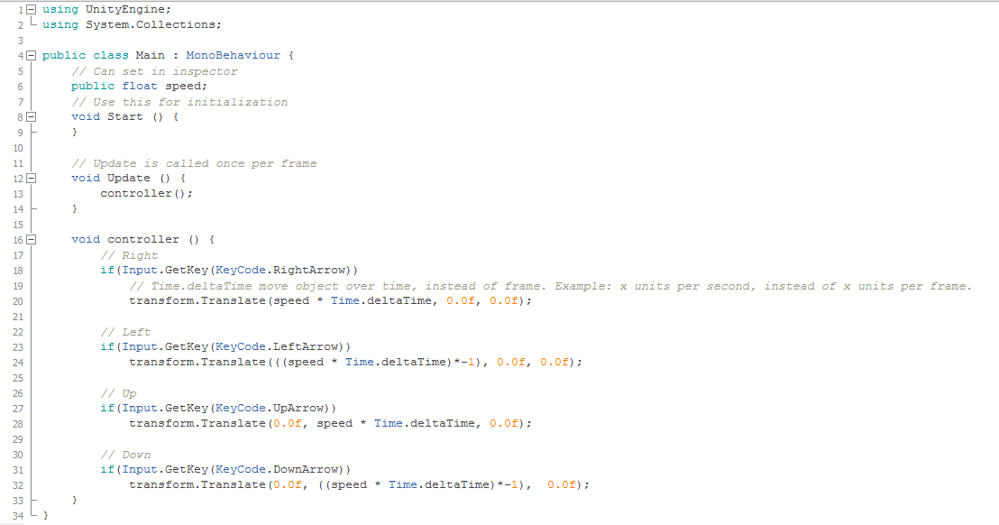 1 using UnityEngine;
2 using System.Collections;
3
4 public class Main : MonoBehaviour {
5     // Can set in inspector
6     public float speed;
7     // Use this for initialization
8     void Start () {
9     }
10
11     // Update is called once per frame
12     void Update () {
13         controller();
14     }
15
16     void controller () {
17         // Right
18         if(Input.GetKey(KeyCode.RightArrow))
19             // Time.deltaTime move object over time, instead of frame. Example: x units per second, instead of x units per frame.
20             transform.Translate(speed * Time.deltaTime, 0.0f, 0.0f);
21
22         // Left
23         if(Input.GetKey(KeyCode.LeftArrow))
24             transform.Translate(((speed * Time.deltaTime)*-1), 0.0f, 0.0f);
25
26         // Up
27         if(Input.GetKey(KeyCode.UpArrow))
28             transform.Translate(0.0f, speed * Time.deltaTime, 0.0f);
29
30         // Down
31         if(Input.GetKey(KeyCode.DownArrow))
32             transform.Translate(0.0f, ((speed * Time.deltaTime)*-1),  0.0f);
33     }
34 }